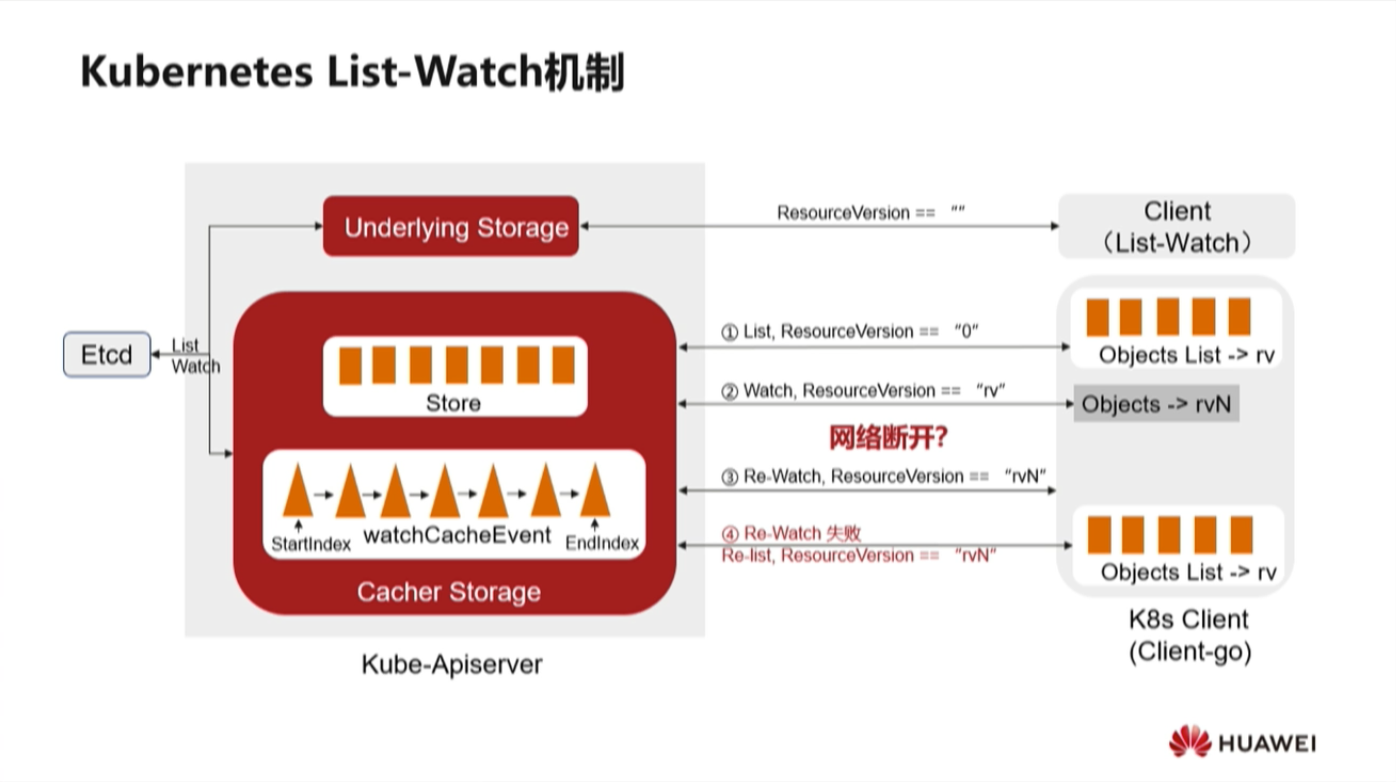 Kubernetes List-Watch机制
Underlying Storage
ResourceVersion == “”
Client
（List-Watch）
Etcd
List
Watch
Store
① List, ResourceVersion == “0”
Objects List -> rv
② Watch, ResourceVersion == “rv”
Objects -> rvN
网络断开？
③ Re-Watch, ResourceVersion == “rvN”
StartIndex
watchCacheEvent
EndIndex
④ Re-Watch 失败
Re-list, ResourceVersion == “rvN”
Objects List -> rv
Cacher Storage
Kube-Apiserver
K8s Client
(Client-go)
HUAWEI